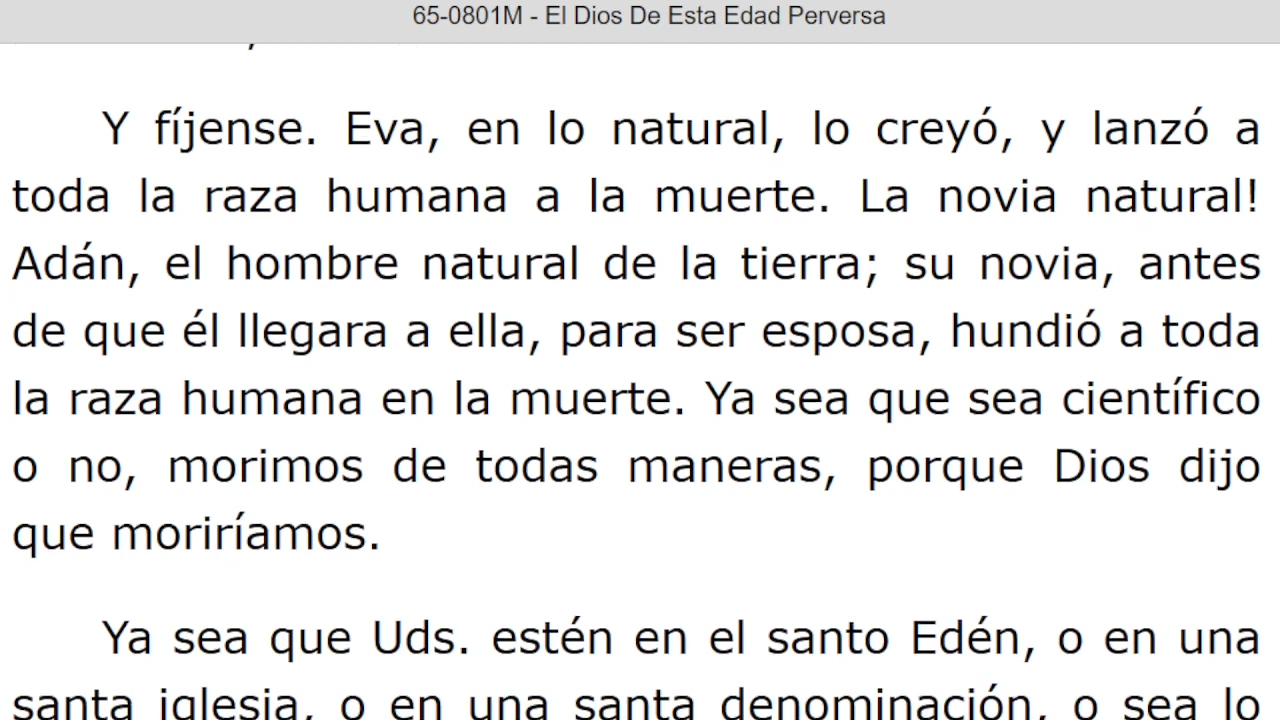 65-0801M - El Dios De Esta Edad Perversa
Y fíjense. Eva, en lo natural, lo creyó, y lanzó a
toda la raza humana a la muerte. La novia natural!
Adán, el hombre natural de la tierra; su novia, antes
de que él llegara a ella, para ser esposa, hundió a toda
la raza humana en la muerte. Ya sea que sea científico
o no, morimos de todas maneras, porque Dios dijo
que moriríamos.
Ya sea que Uds. estén en el santo Edén, o en una
santa iglesia, o en una santa denominación, o sea lo